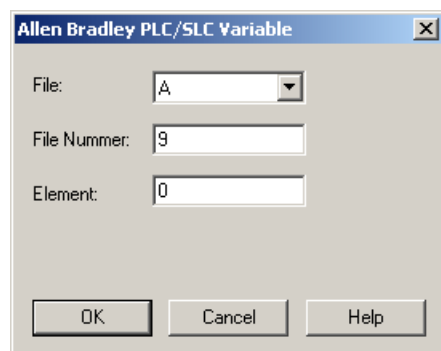 Allen Bradley PLC/SLC Variable
File: A
File Nummer: 9
Element: 0
OK Cancel Help